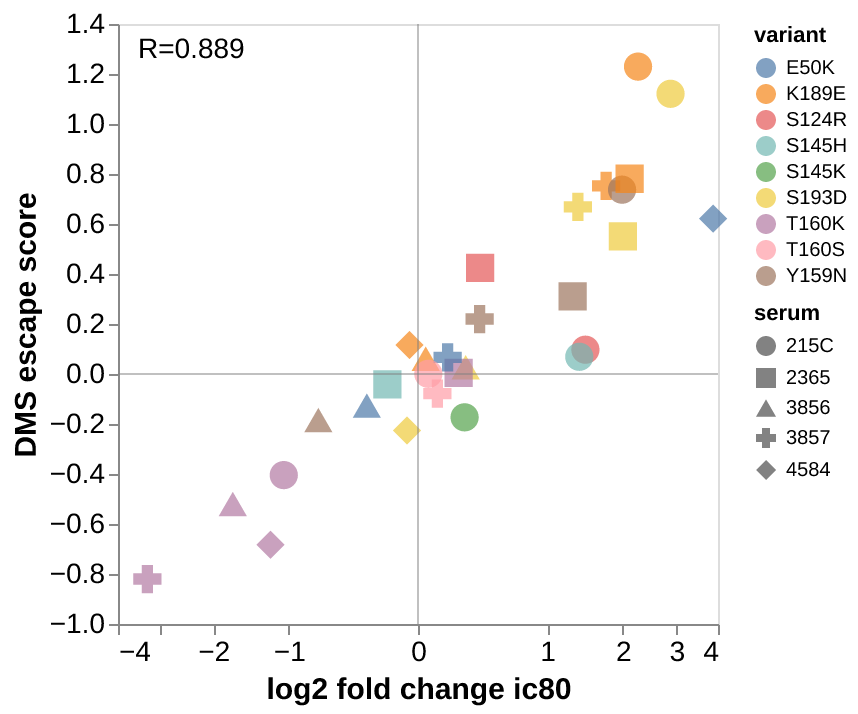 R=0.889
1.4
1.2
1.0
0.8
0.6
0.4
0.2
0.0
−0.2
−0.4
−0.6
−0.8
−1.0
DMS escape score
−4 −2 −1 0 1 2 3 4
log2 fold change ic80
variant
E50K
K189E
S124R
S145H
S145K
S193D
T160K
T160S
Y159N
serum
215C
2365
3856
3857
4584